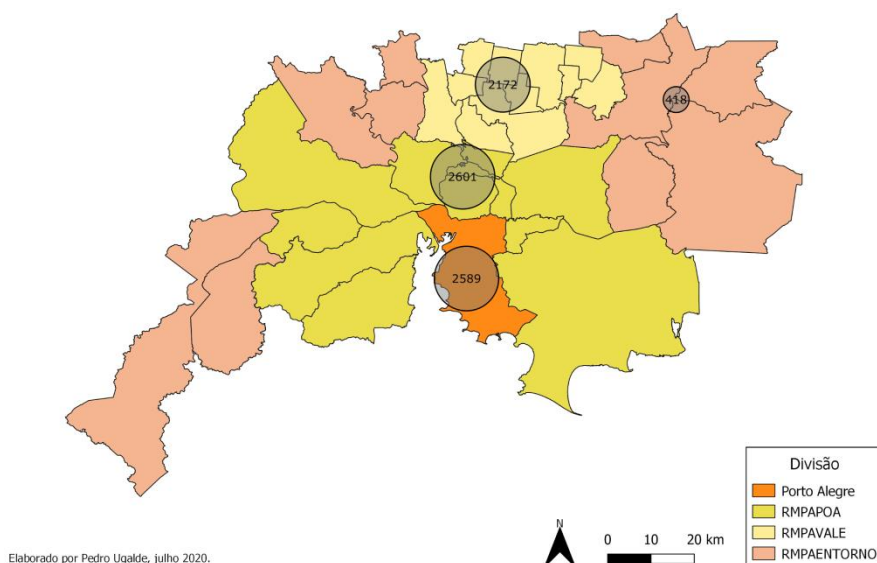 2172
418
2601
2589
Divisão
Porto Alegre
RMPAPOA
RMPAVALE
RMPAENTORNO
N
0 10 20 km
Elaborado por Pedro Ugalde, julho 2020.